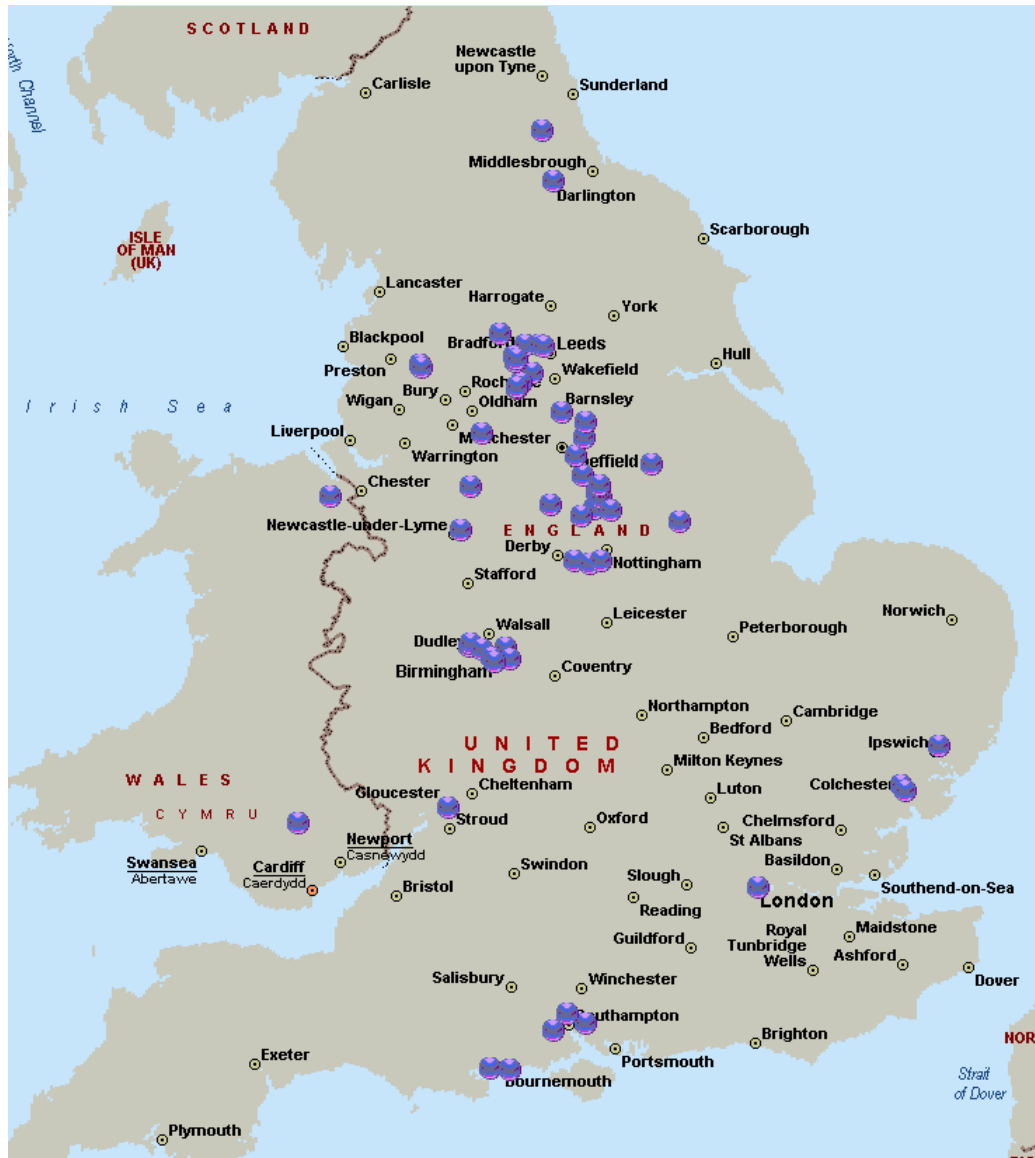 SCOTLAND
North Channel
Newcastle
upon Tyne
Carlisle
Sunderland
Middlesbrough
Darlington
Scarborough
ISLE
OF MAN
(UK)
Lancaster
Harrogate
York
Blackpool
Bradford
Leeds
Hull
Preston
Wakefield
Bury
Wigan
Oldham
Barnsley
Irish Sea
Liverpool
Warrington
Chester
Newcastle-under-Lyme
ENGLAND
Derby
Nottingham
Stafford
Leicester
Norwich
Walsall
Peterborough
Dudley
Birmingham
Coventry
Northampton
Cambridge
Bedford
Ipswich
UNITED
KINGDOM
Milton Keynes
WALES
Cheltenham
Colchester
Gloucester
Luton
CYMRU
Stroud
Oxford
Chelmsford
St Albans
Newport
Casnewydd
Swansea
Abertawe
Cardiff
Caerdydd
Basildon
Swindon
Slough
Southend-on-Sea
Bristol
London
Reading
Guildford
Royal
Tunbridge
Wells
Maidstone
Ashford
Dover
Salisbury
Winchester
Brighton
NOR
Portsmouth
Exeter
Bournemouth
Strait
of Dover
Plymouth